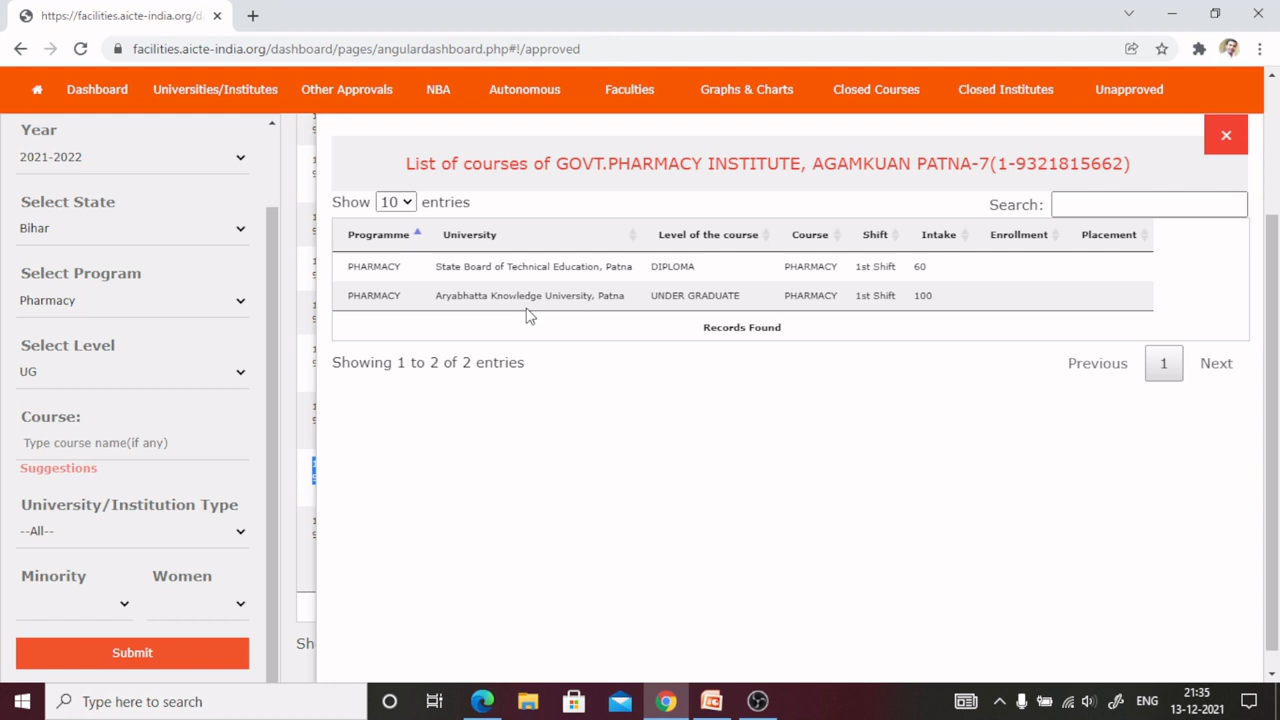 https://facilities.aicte-india.org/d
facilities.aicte-india.org/dashboard/pages/angulardashboard.php#!/approved
Dashboard Universities/Institutes Other Approvals NBA Autonomous Faculties Graphs & Charts Closed Courses Closed Institutes Unapproved
Year
2021-2022
Select State
Bihar
Select Program
Pharmacy
Select Level
UG
Course:
Type course name(if any)
Suggestions
University/Institution Type
--All--
Minority Women
Submit
List of courses of GOVT.PHARMACY INSTITUTE, AGAMKUAN PATNA-7(1-9321815662)
Show 10 entries
Search:
Programme University Level of the course Course Shift Intake Enrollment Placement
PHARMACY State Board of Technical Education, Patna DIPLOMA PHARMACY 1st Shift 60
PHARMACY Aryabhatta Knowledge University, Patna UNDER GRADUATE PHARMACY 1st Shift 100
Records Found
Showing 1 to 2 of 2 entries
Previous 1 Next
Sh
Type here to search
ENG
21:35
13-12-2021